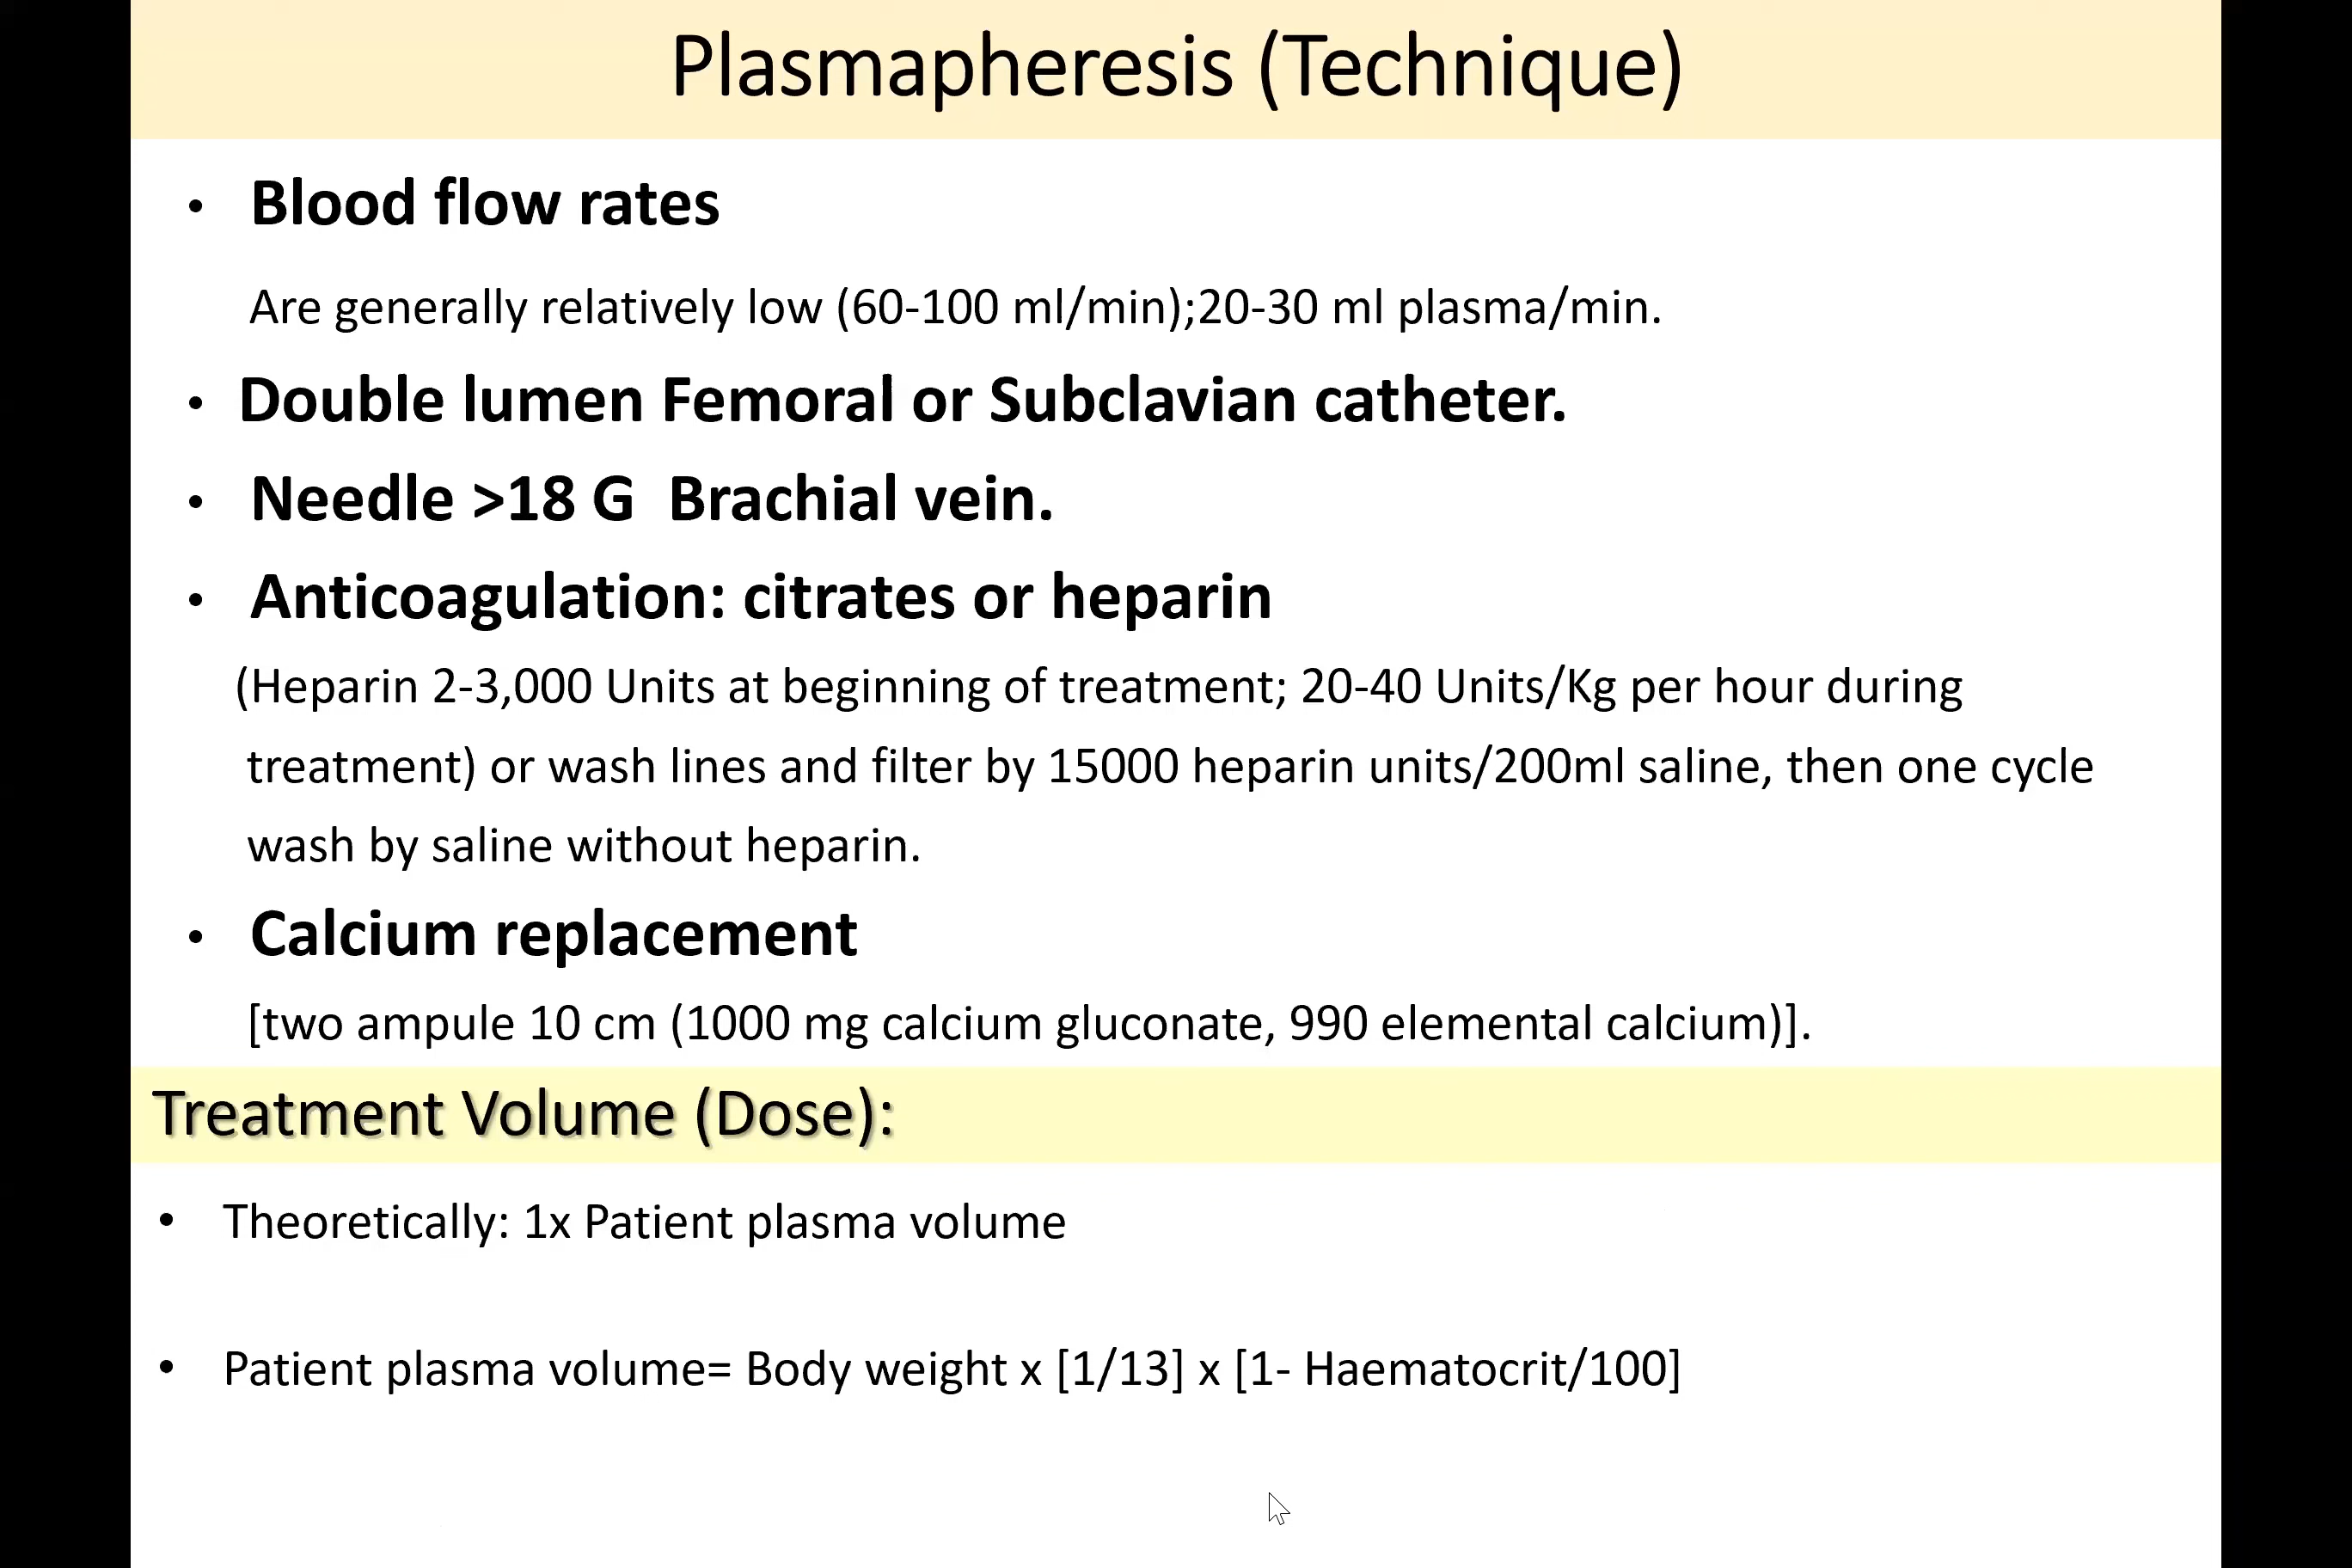 Plasmapheresis (Technique)
• Blood flow rates
Are generally relatively low (60-100 ml/min);20-30 ml plasma/min.
• Double lumen Femoral or Subclavian catheter.
• Needle >18 G  Brachial vein.
• Anticoagulation: citrates or heparin
(Heparin 2-3,000 Units at beginning of treatment; 20-40 Units/Kg per hour during
treatment) or wash lines and filter by 15000 heparin units/200ml saline, then one cycle
wash by saline without heparin.
• Calcium replacement
[two ampule 10 cm (1000 mg calcium gluconate, 990 elemental calcium)].
Treatment Volume (Dose):
• Theoretically: 1x Patient plasma volume
• Patient plasma volume= Body weight x [1/13] x [1- Haematocrit/100]